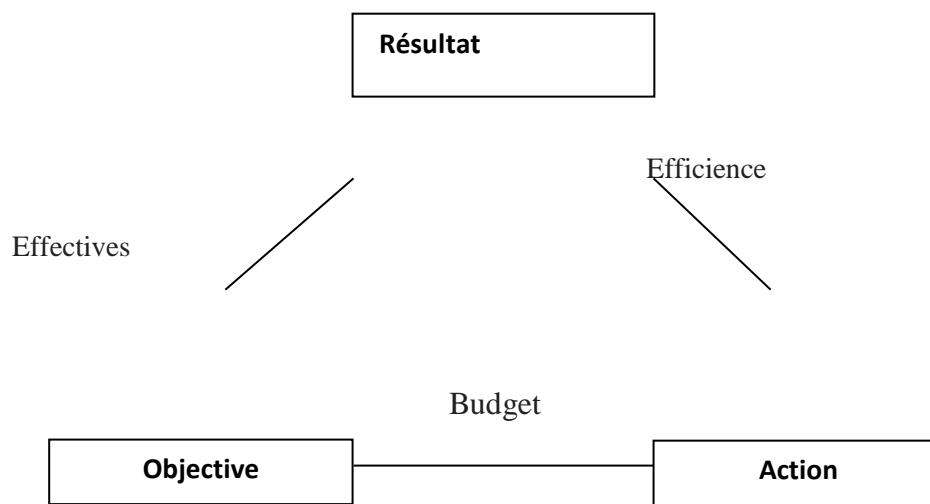 Résultat
Efficience
Effectives
Budget
Objective
Action